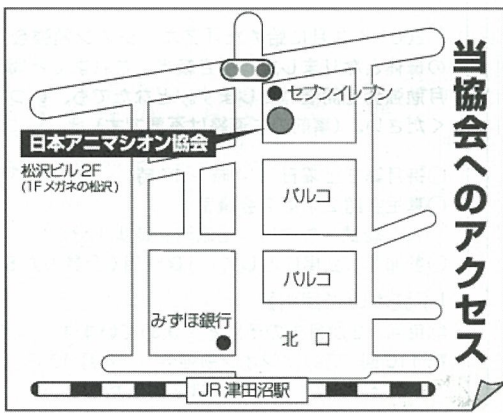 当協会へのアクセス
セブンイレブン
日本アニマシオン協会
松沢ビル2F
(1Fメガネの松沢)
パルコ
パルコ
みずほ銀行
北 口
JR津田沼駅